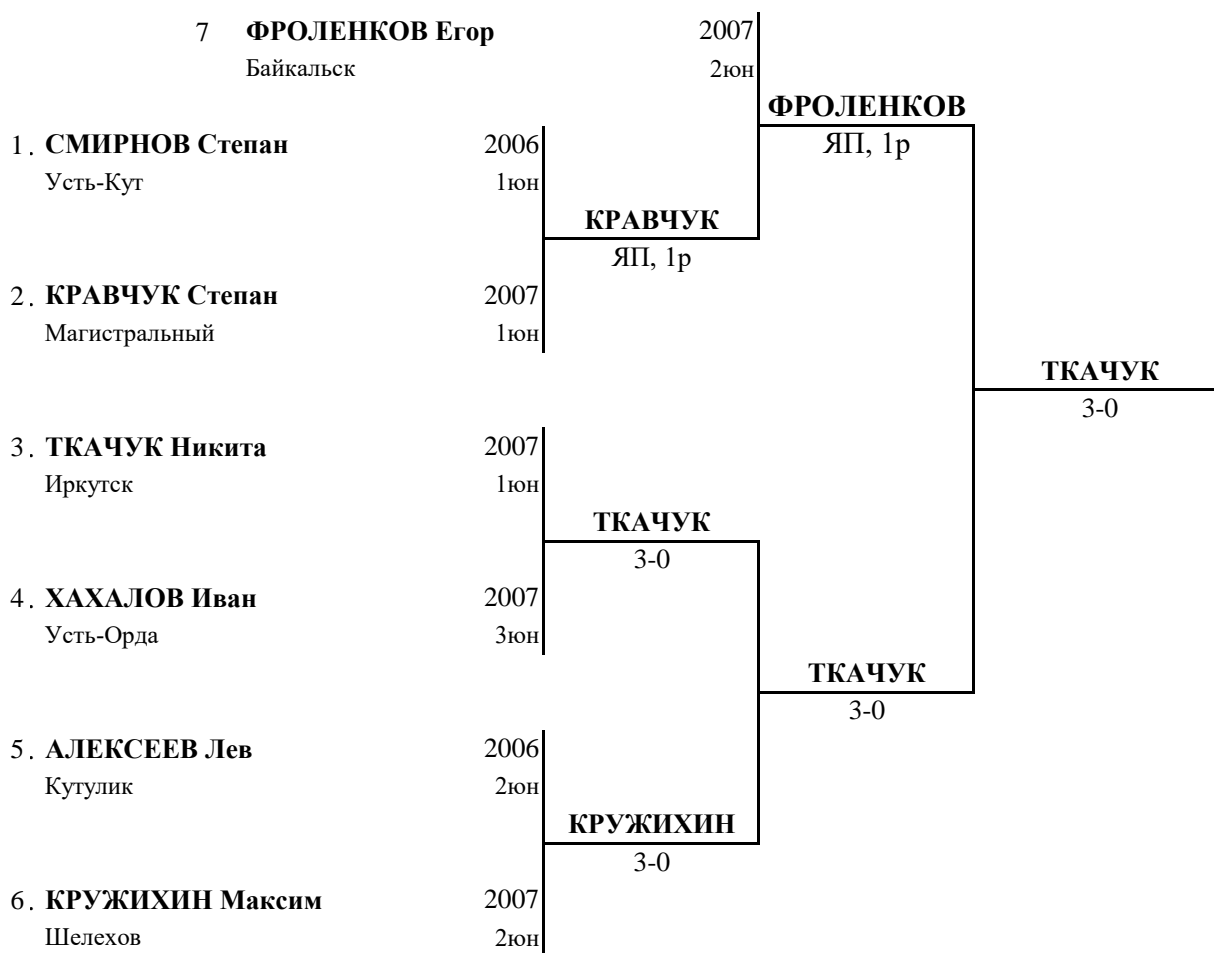 7 ФРОЛЕНКОВ Егор 2007
Байкальск 2юн
ФРОЛЕНКОВ
1. СМИРНОВ Степан 2006 ЯП, 1р
Усть-Кут 1юн
КРАВЧУК
ЯП, 1р
2. КРАВЧУК Степан 2007
Магистральный 1юн
ТКАЧУК
3-0
3. ТКАЧУК Никита 2007
Иркутск 1юн
ТКАЧУК
3-0
4. ХАХАЛОВ Иван 2007
Усть-Орда 3юн
ТКАЧУК
3-0
5. АЛЕКСЕЕВ Лев 2006
Кутулик 2юн
КРУЖИХИН
3-0
6. КРУЖИХИН Максим 2007
Шелехов 2юн